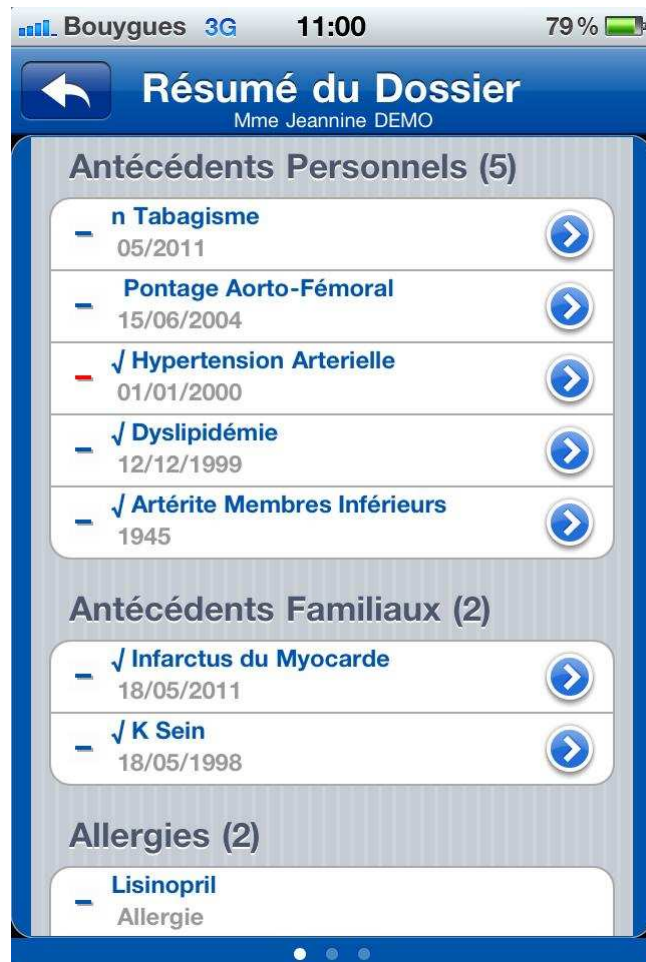 Bouygues 3G 11:00 79 %
Résumé du Dossier
Mme Jeannine DEMO
Antécédents Personnels (5)
n Tabagisme
05/2011
Pontage Aorto-Fémoral
15/06/2004
√ Hypertension Arterielle
01/01/2000
√ Dyslipidémie
12/12/1999
√ Artérite Membres Inférieurs
1945
Antécédents Familiaux (2)
√ Infarctus du Myocarde
18/05/2011
√ K Sein
18/05/1998
Allergies (2)
Lisinopril
Allergie